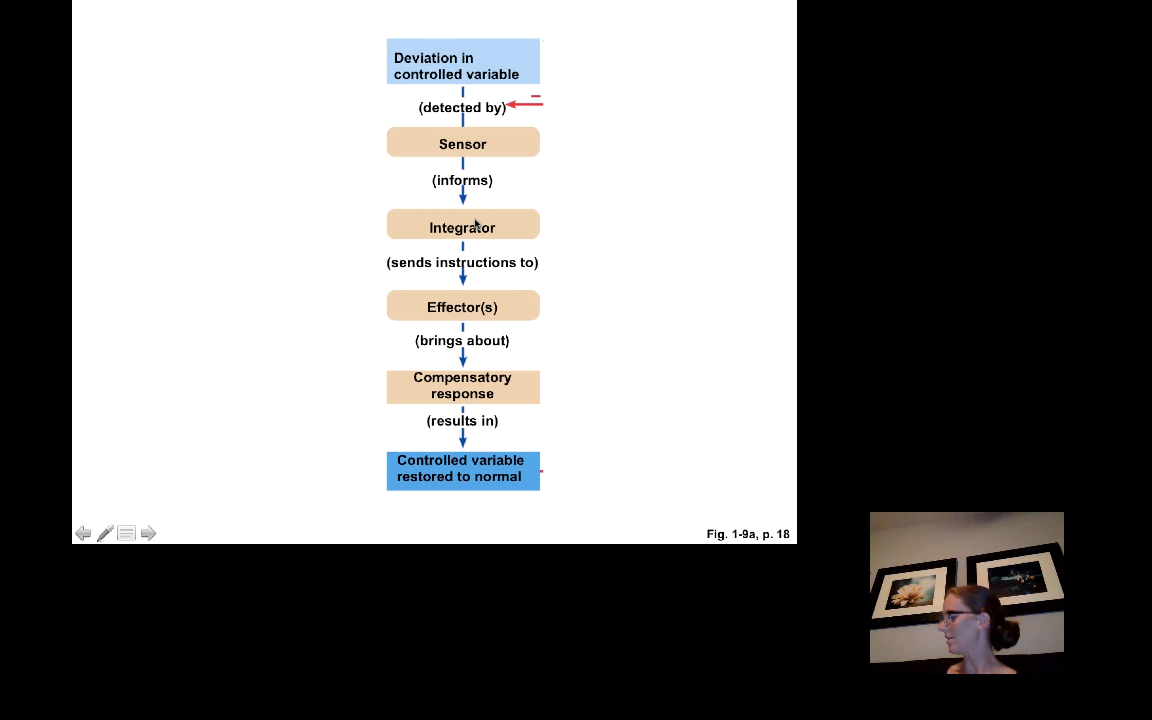 Deviation in
controlled variable
(detected by)
Sensor
(informs)
Integrator
(sends instructions to)
Effector(s)
(brings about)
Compensatory
response
(results in)
Controlled variable
restored to normal
Fig. 1-9a, p. 18